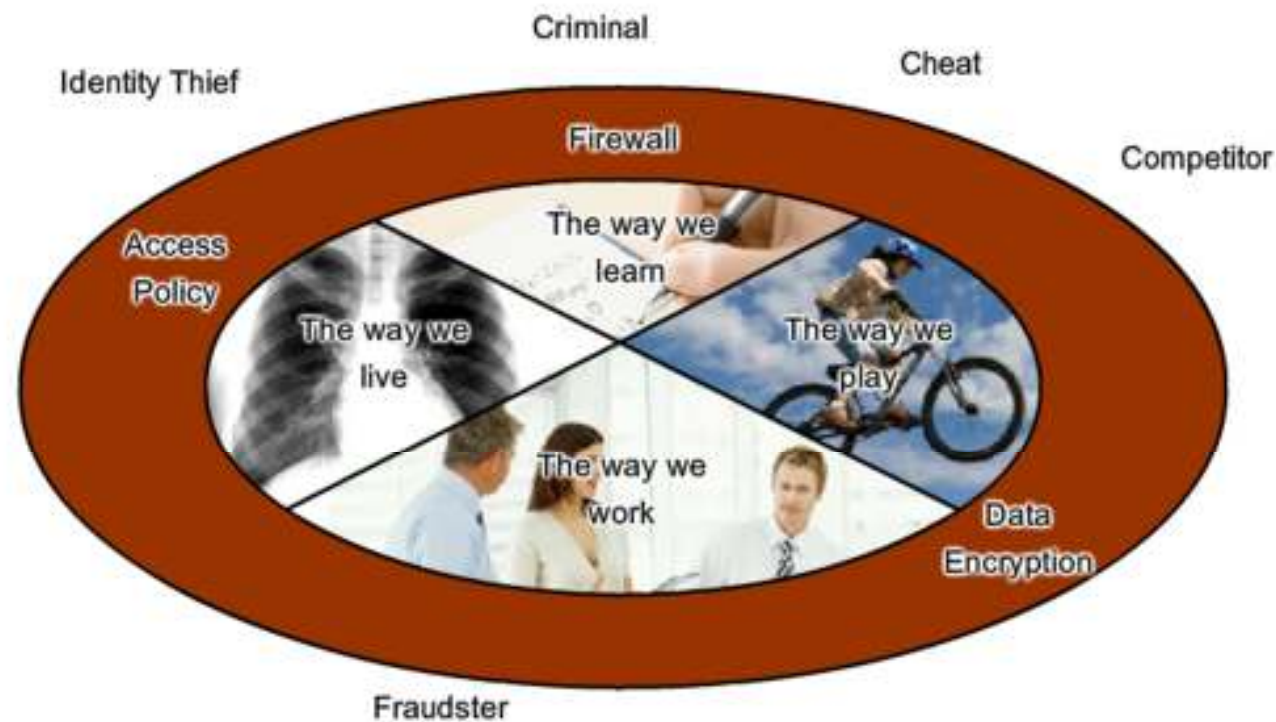 Criminal
Cheat
Identity Thief
Competitor
Firewall
Access
Policy
The way we
learn
The way we
live
The way we
play
The way we
work
Data
Encryption
Fraudster